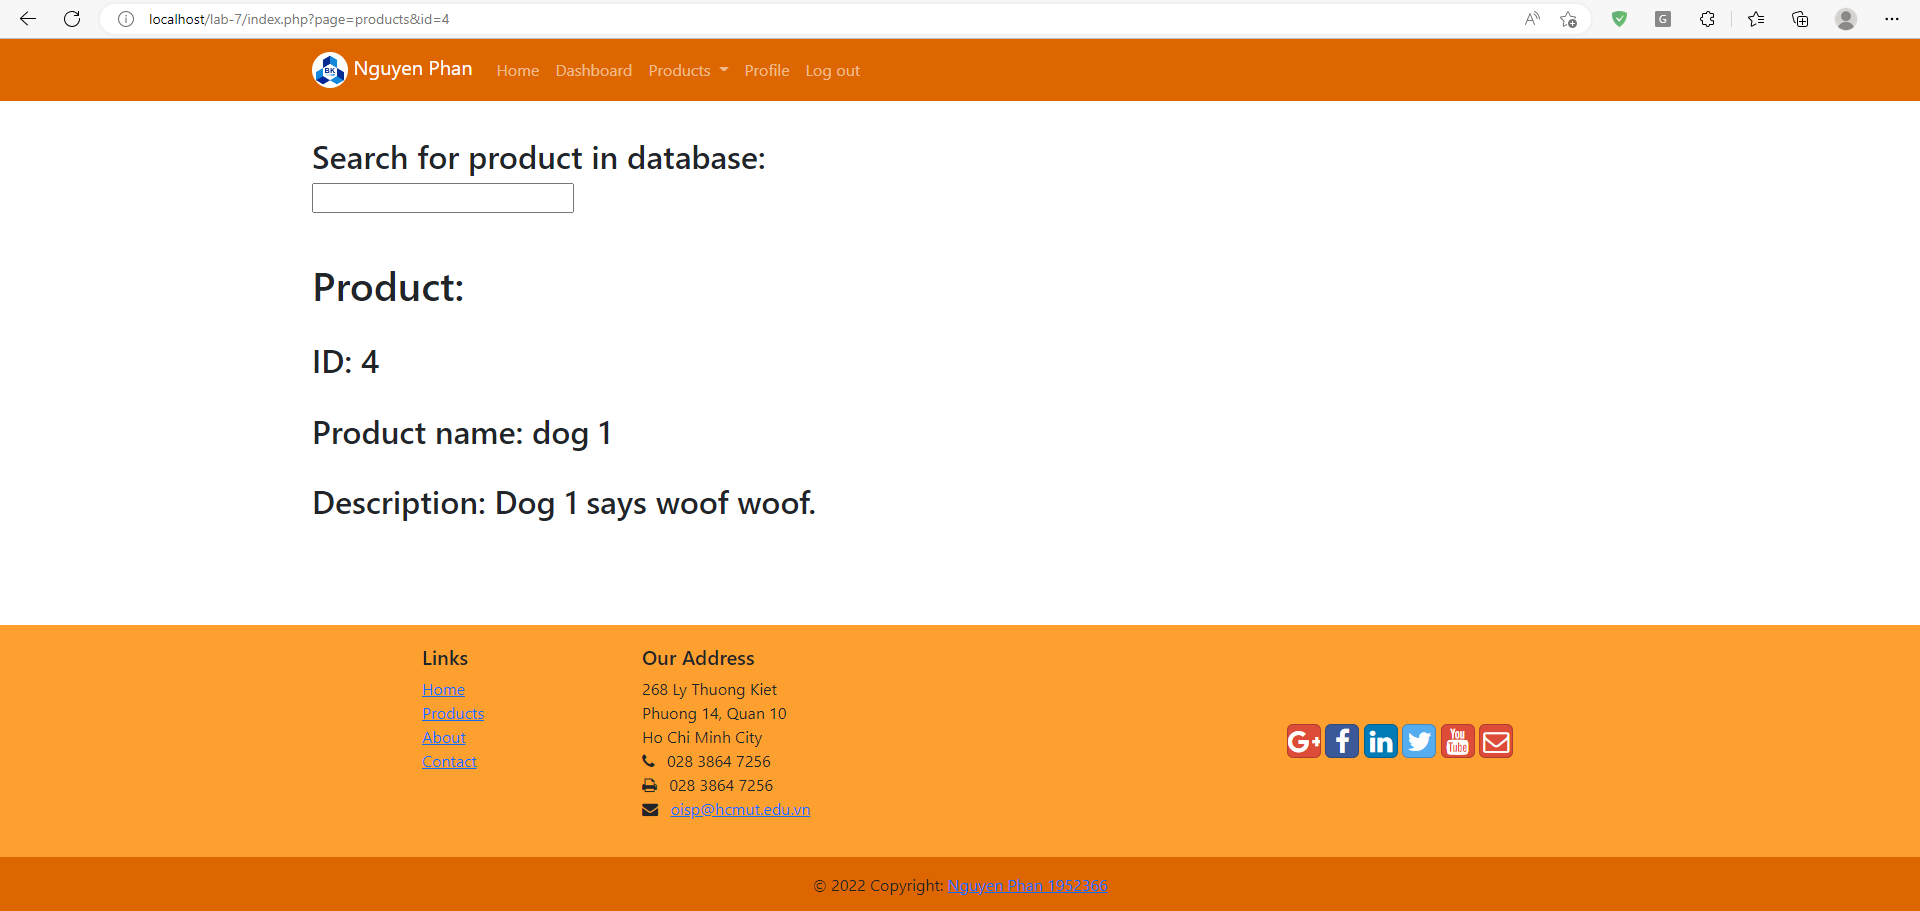 localhost/lab-7/index.php?page=products&id=4
BK
Nguyen Phan Home Dashboard Products Profile Log out
Search for product in database:
Product:
ID: 4
Product name: dog 1
Description: Dog 1 says woof woof.
Links
Home
Products
About
Contact
Our Address
268 Ly Thuong Kiet
Phuong 14, Quan 10
Ho Chi Minh City
028 3864 7256
028 3864 7256
oisp@hcmut.edu.vn
G+ f in You Tube
© 2022 Copyright: Nguyen Phan 1952366